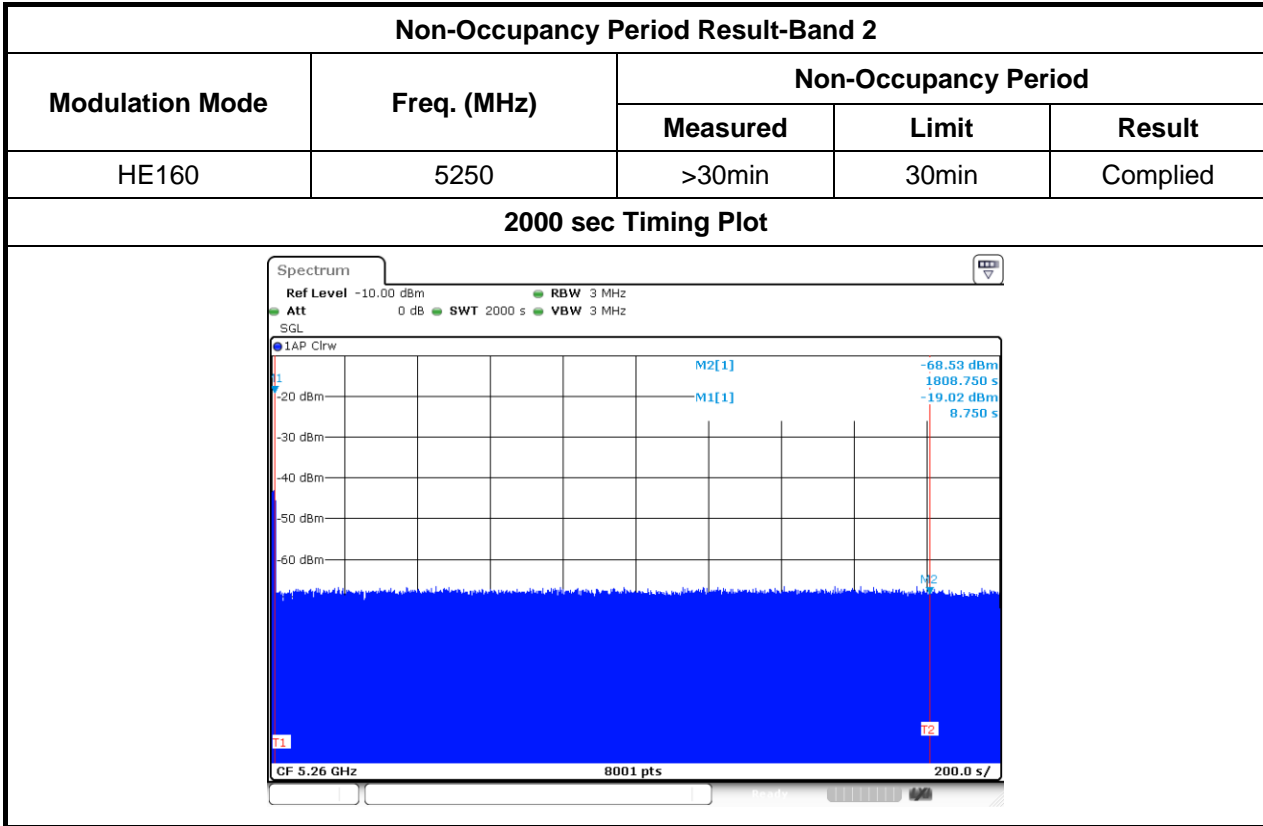 Non-Occupancy Period Result-Band 2
Modulation Mode
Freq. (MHz)
Non-Occupancy Period
Measured
Limit
Result
HE160
5250
>30min
30min
Complied
2000 sec Timing Plot
Spectrum
Ref Level -10.00 dBm
RBW 3 MHz
Att 0 dB SWT 2000 s VBW 3 MHz
SGL
1AP Clrw
M2[1] -68.53 dBm
1808.750 s
-20 dBm
M1[1] -19.02 dBm
8.750 s
-30 dBm
-40 dBm
-50 dBm
-60 dBm
M2
T2
T1
CF 5.26 GHz 8001 pts 200.0 s/
Ready